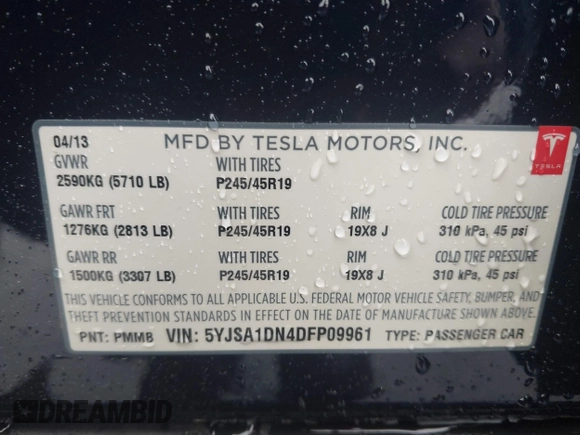 04/13 MFD BY TESLA MOTORS, INC.
GVWR WITH TIRES TESLA
2590KG (5710 LB) P245/45R19
GAWR FRT WITH TIRES RIM COLD TIRE PRESSURE
1276KG (2813 LB) P245/45R19 19X8 J 310 kPa, 45 psi
GAWR RR WITH TIRES RIM COLD TIRE PRESSURE
1500KG (3307 LB) P245/45R19 19X8 J 310 kPa, 45 psi
THIS VEHICLE CONFORMS TO ALL APPLICABLE U.S. FEDERAL MOTOR VEHICLE SAFETY, BUMPER, AND
THEFT PREVENTION STANDARDS IN EFFECT ON THE DATE OF MANUFACTURE SHOWN ABOVE.
PNT: PMMB VIN: 5YJSA1DN4DFP09961 TYPE: PASSENGER CAR
DREAMBID